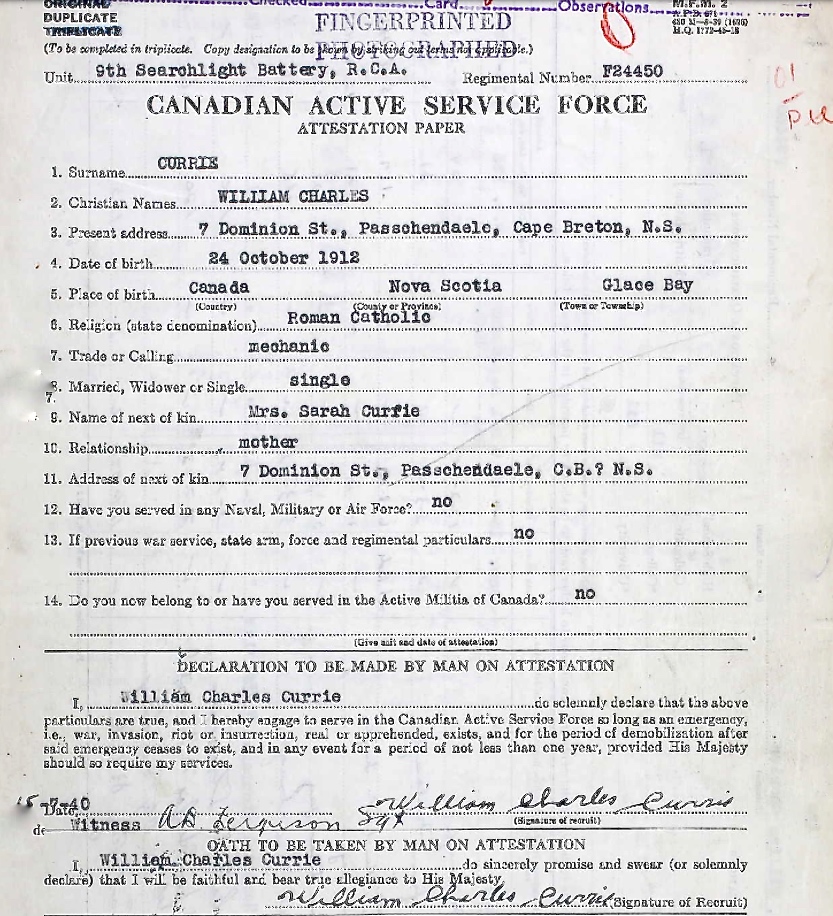 Checked Card Observations
ORIGINAL
DUPLICATE
TRIPLICATE
FINGERPRINTED
PHOTOGRAPHED
M.F.M. 2
A.F.B. 671
H.Q. 1772-45-18
(To be completed in triplicate. Copy designation to be shown by striking out terms not applicable.)
Unit 9th Searchlight Battery, R.C.A. Regimental Number F24450
01
CANADIAN ACTIVE SERVICE FORCE
ATTESTATION PAPER
1. Surname CURRIE
2. Christian Names WILLIAM CHARLES
3. Present address 7 Dominion St., Passchendaele, Cape Breton, N.S.
4. Date of birth 24 October 1912
5. Place of birth Canada Nova Scotia Glace Bay
(Country) (County or Province) (Town or Township)
6. Religion (state denomination) Roman Catholic
7. Trade or Calling mechanic
8. Married, Widower or Single single
7.
9. Name of next of kin Mrs. Sarah Currie
10. Relationship mother
11. Address of next of kin 7 Dominion St., Passchendaele, C.B.? N.S.
12. Have you served in any Naval, Military or Air Force? no
13. If previous war service, state arm, force and regimental particulars no
14. Do you now belong to or have you served in the Active Militia of Canada? no
(Give unit and date of attestation)
DECLARATION TO BE MADE BY MAN ON ATTESTATION
I, William Charles Currie do solemnly declare that the above
particulars are true, and I hereby engage to serve in the Canadian Active Service Force so long as an emergency,
i.e., war, invasion, riot or insurrection, real or apprehended, exists, and for the period of demobilization after
said emergency ceases to exist, and in any event for a period of not less than one year, provided His Majesty
should so require my services.
15-7-40 William Charles Currie
Date (Signature of recruit)
Witness A.D. Ferguson Sgt
OATH TO BE TAKEN BY MAN ON ATTESTATION
I, William Charles Currie do sincerely promise and swear (or solemnly
declare) that I will be faithful and bear true allegiance to His Majesty.
William Charles Currie (Signature of Recruit)